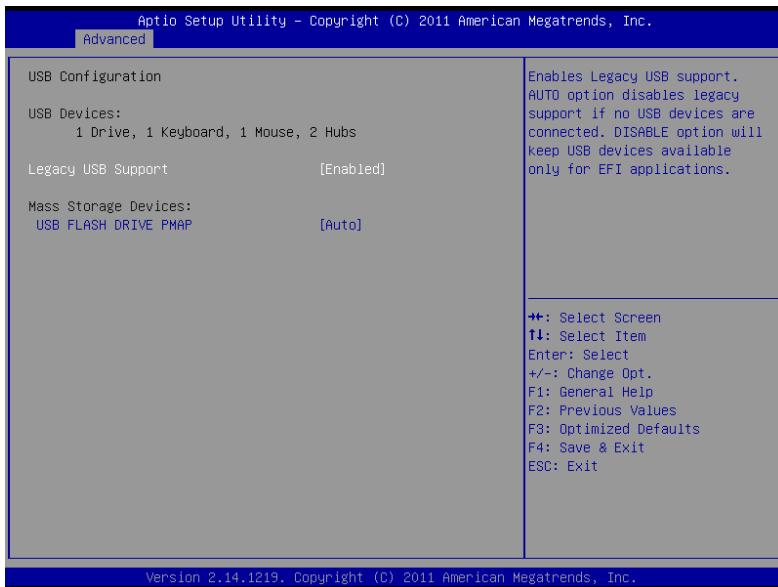 Aptio Setup Utility – Copyright (C) 2011 American Megatrends, Inc.
Advanced
USB Configuration
USB Devices:
1 Drive, 1 Keyboard, 1 Mouse, 2 Hubs
Legacy USB Support [Enabled]
Mass Storage Devices:
USB FLASH DRIVE PMAP [Auto]
Enables Legacy USB support.
AUTO option disables legacy
support if no USB devices are
connected. DISABLE option will
keep USB devices available
only for EFI applications.
→←: Select Screen
↑↓: Select Item
Enter: Select
+/-: Change Opt.
F1: General Help
F2: Previous Values
F3: Optimized Defaults
F4: Save & Exit
ESC: Exit
Version 2.14.1219. Copyright (C) 2011 American Megatrends, Inc.